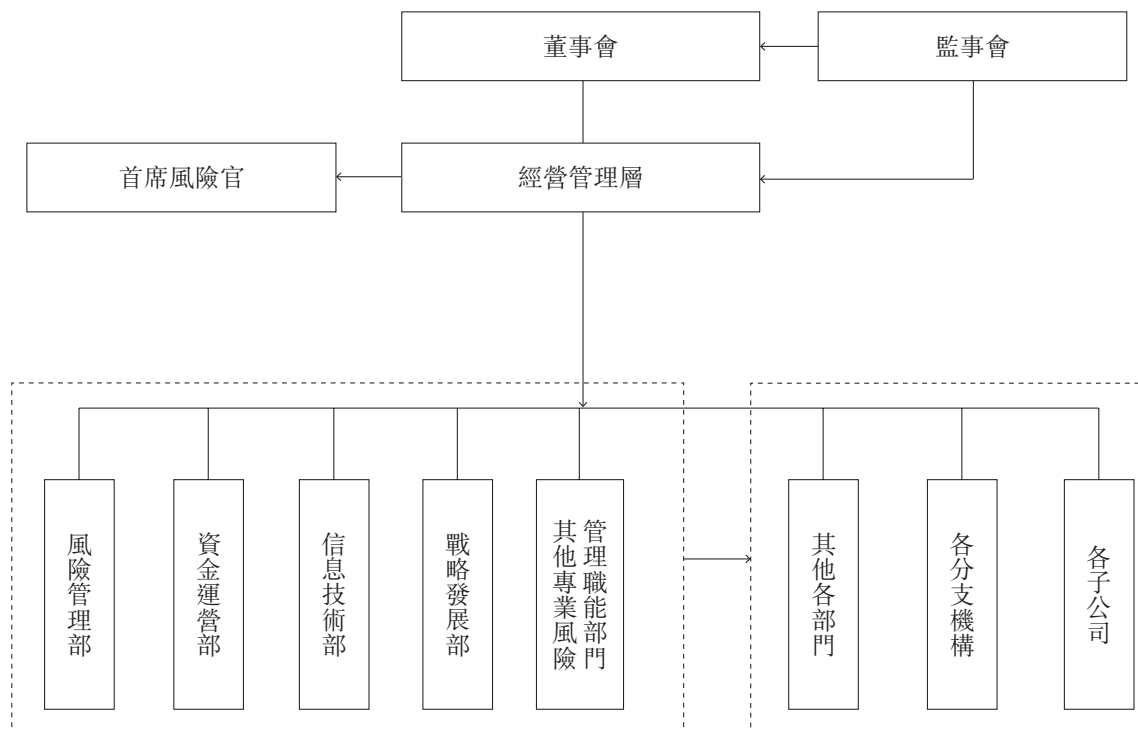 董事會
監事會
首席風險官
經營管理層
風險管理部
資金運營部
信息技術部
戰略發展部
其他專業風險
管理職能部門
其他各部門
各分支機構
各子公司